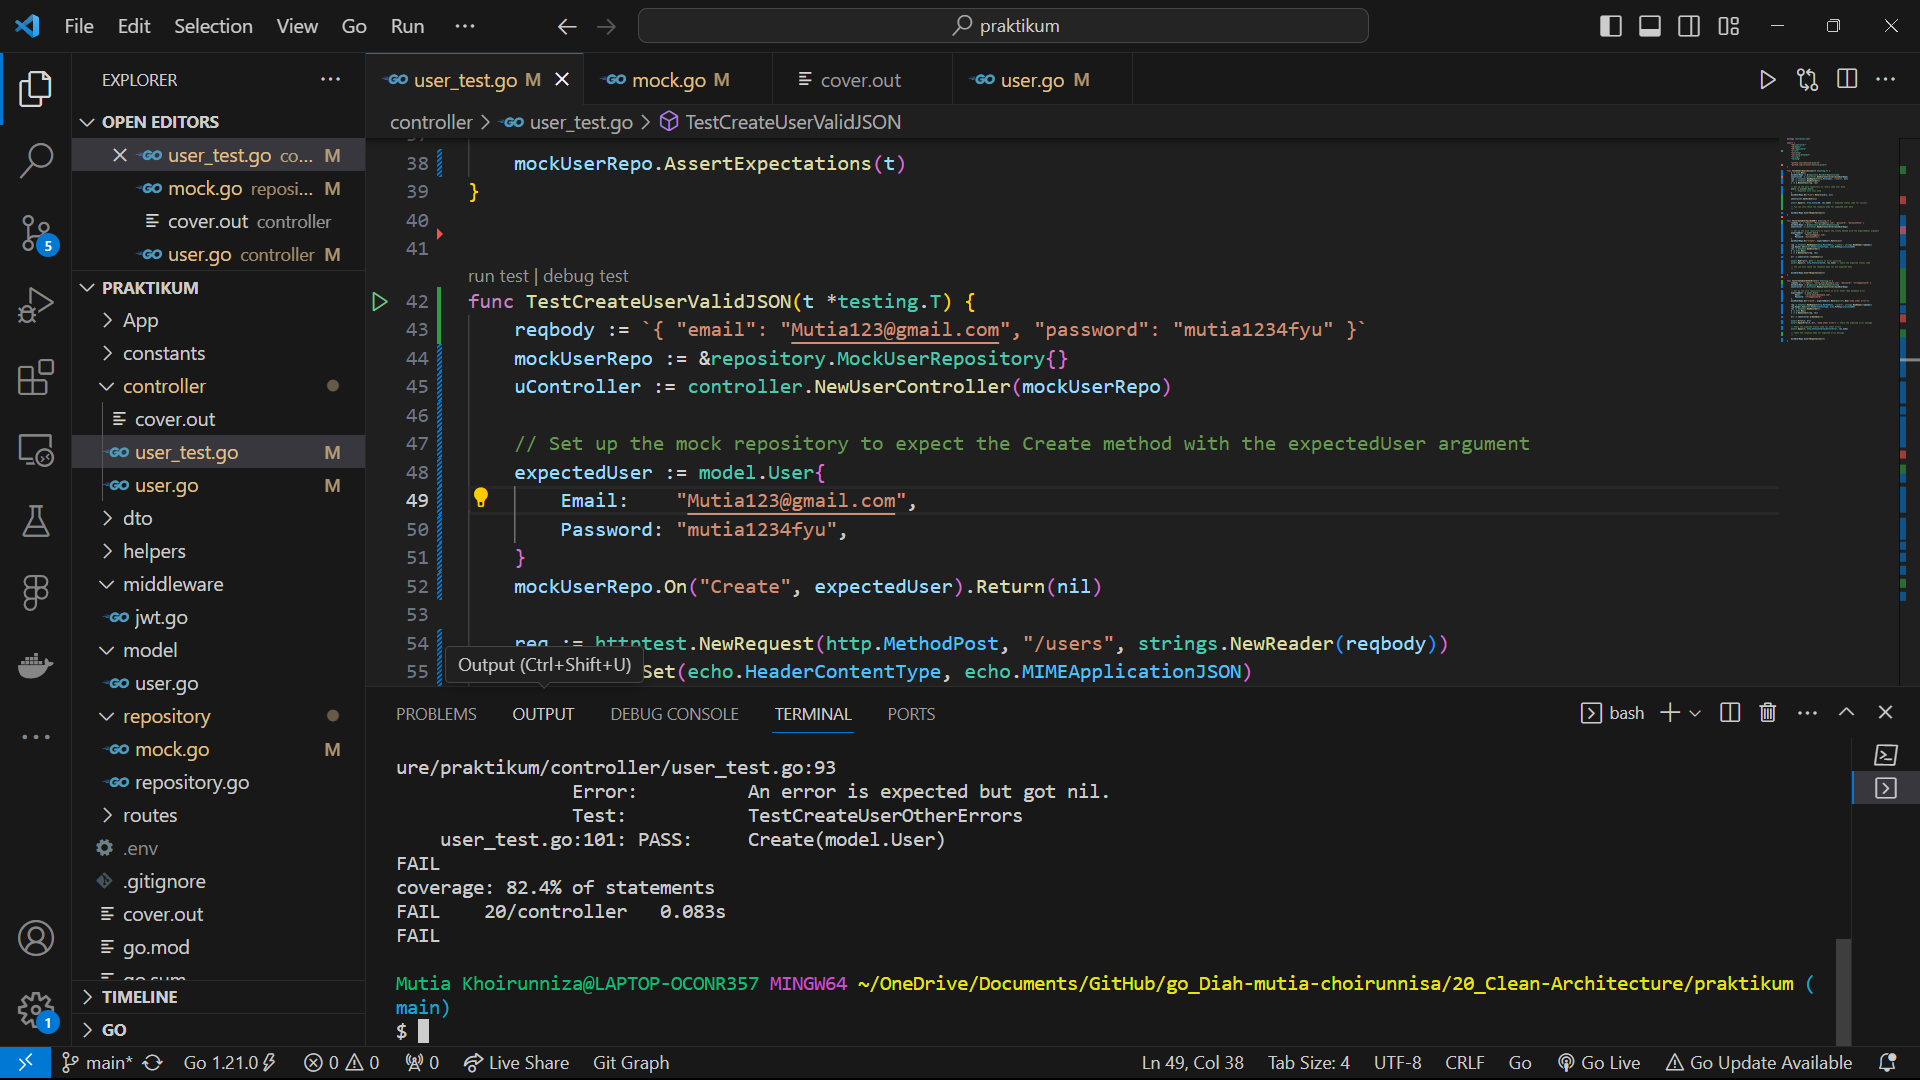 File Edit Selection View Go Run ···
praktikum
EXPLORER
OPEN EDITORS
user_test.go co... M
mock.go reposi... M
cover.out controller
user.go controller M
PRAKTIKUM
App
constants
controller
cover.out
user_test.go M
user.go M
dto
helpers
middleware
jwt.go
model
user.go
repository
mock.go M
repository.go
routes
.env
.gitignore
cover.out
go.mod
go.sum
TIMELINE
GO
5
1
user_test.go M
mock.go M
cover.out
user.go M
controller > user_test.go > TestCreateUserValidJSON
37
38 mockUserRepo.AssertExpectations(t)
39 }
40
41
run test | debug test
42 func TestCreateUserValidJSON(t *testing.T) {
43 reqbody := `{ "email": "Mutia123@gmail.com", "password": "mutia1234fyu" }`
44 mockUserRepo := &repository.MockUserRepository{}
45 uController := controller.NewUserController(mockUserRepo)
46
47 // Set up the mock repository to expect the Create method with the expectedUser argument
48 expectedUser := model.User{
49 Email: "Mutia123@gmail.com",
50 Password: "mutia1234fyu",
51 }
52 mockUserRepo.On("Create", expectedUser).Return(nil)
53
54 req := httptest.NewRequest(http.MethodPost, "/users", strings.NewReader(reqbody))
55 Set(echo.HeaderContentType, echo.MIMEApplicationJSON)
Output (Ctrl+Shift+U)
PROBLEMS OUTPUT DEBUG CONSOLE TERMINAL PORTS
bash
ure/praktikum/controller/user_test.go:93
Error: An error is expected but got nil.
Test: TestCreateUserOtherErrors
user_test.go:101: PASS: Create(model.User)
FAIL
coverage: 82.4% of statements
FAIL 20/controller 0.083s
FAIL
Mutia Khoirunniza@LAPTOP-OCONR357 MINGW64 ~/OneDrive/Documents/GitHub/go_Diah-mutia-choirunnisa/20_Clean-Architecture/praktikum (
main)
$
main* Go 1.21.0 0 0 0 Live Share Git Graph
Ln 49, Col 38 Tab Size: 4 UTF-8 CRLF Go Go Live Go Update Available